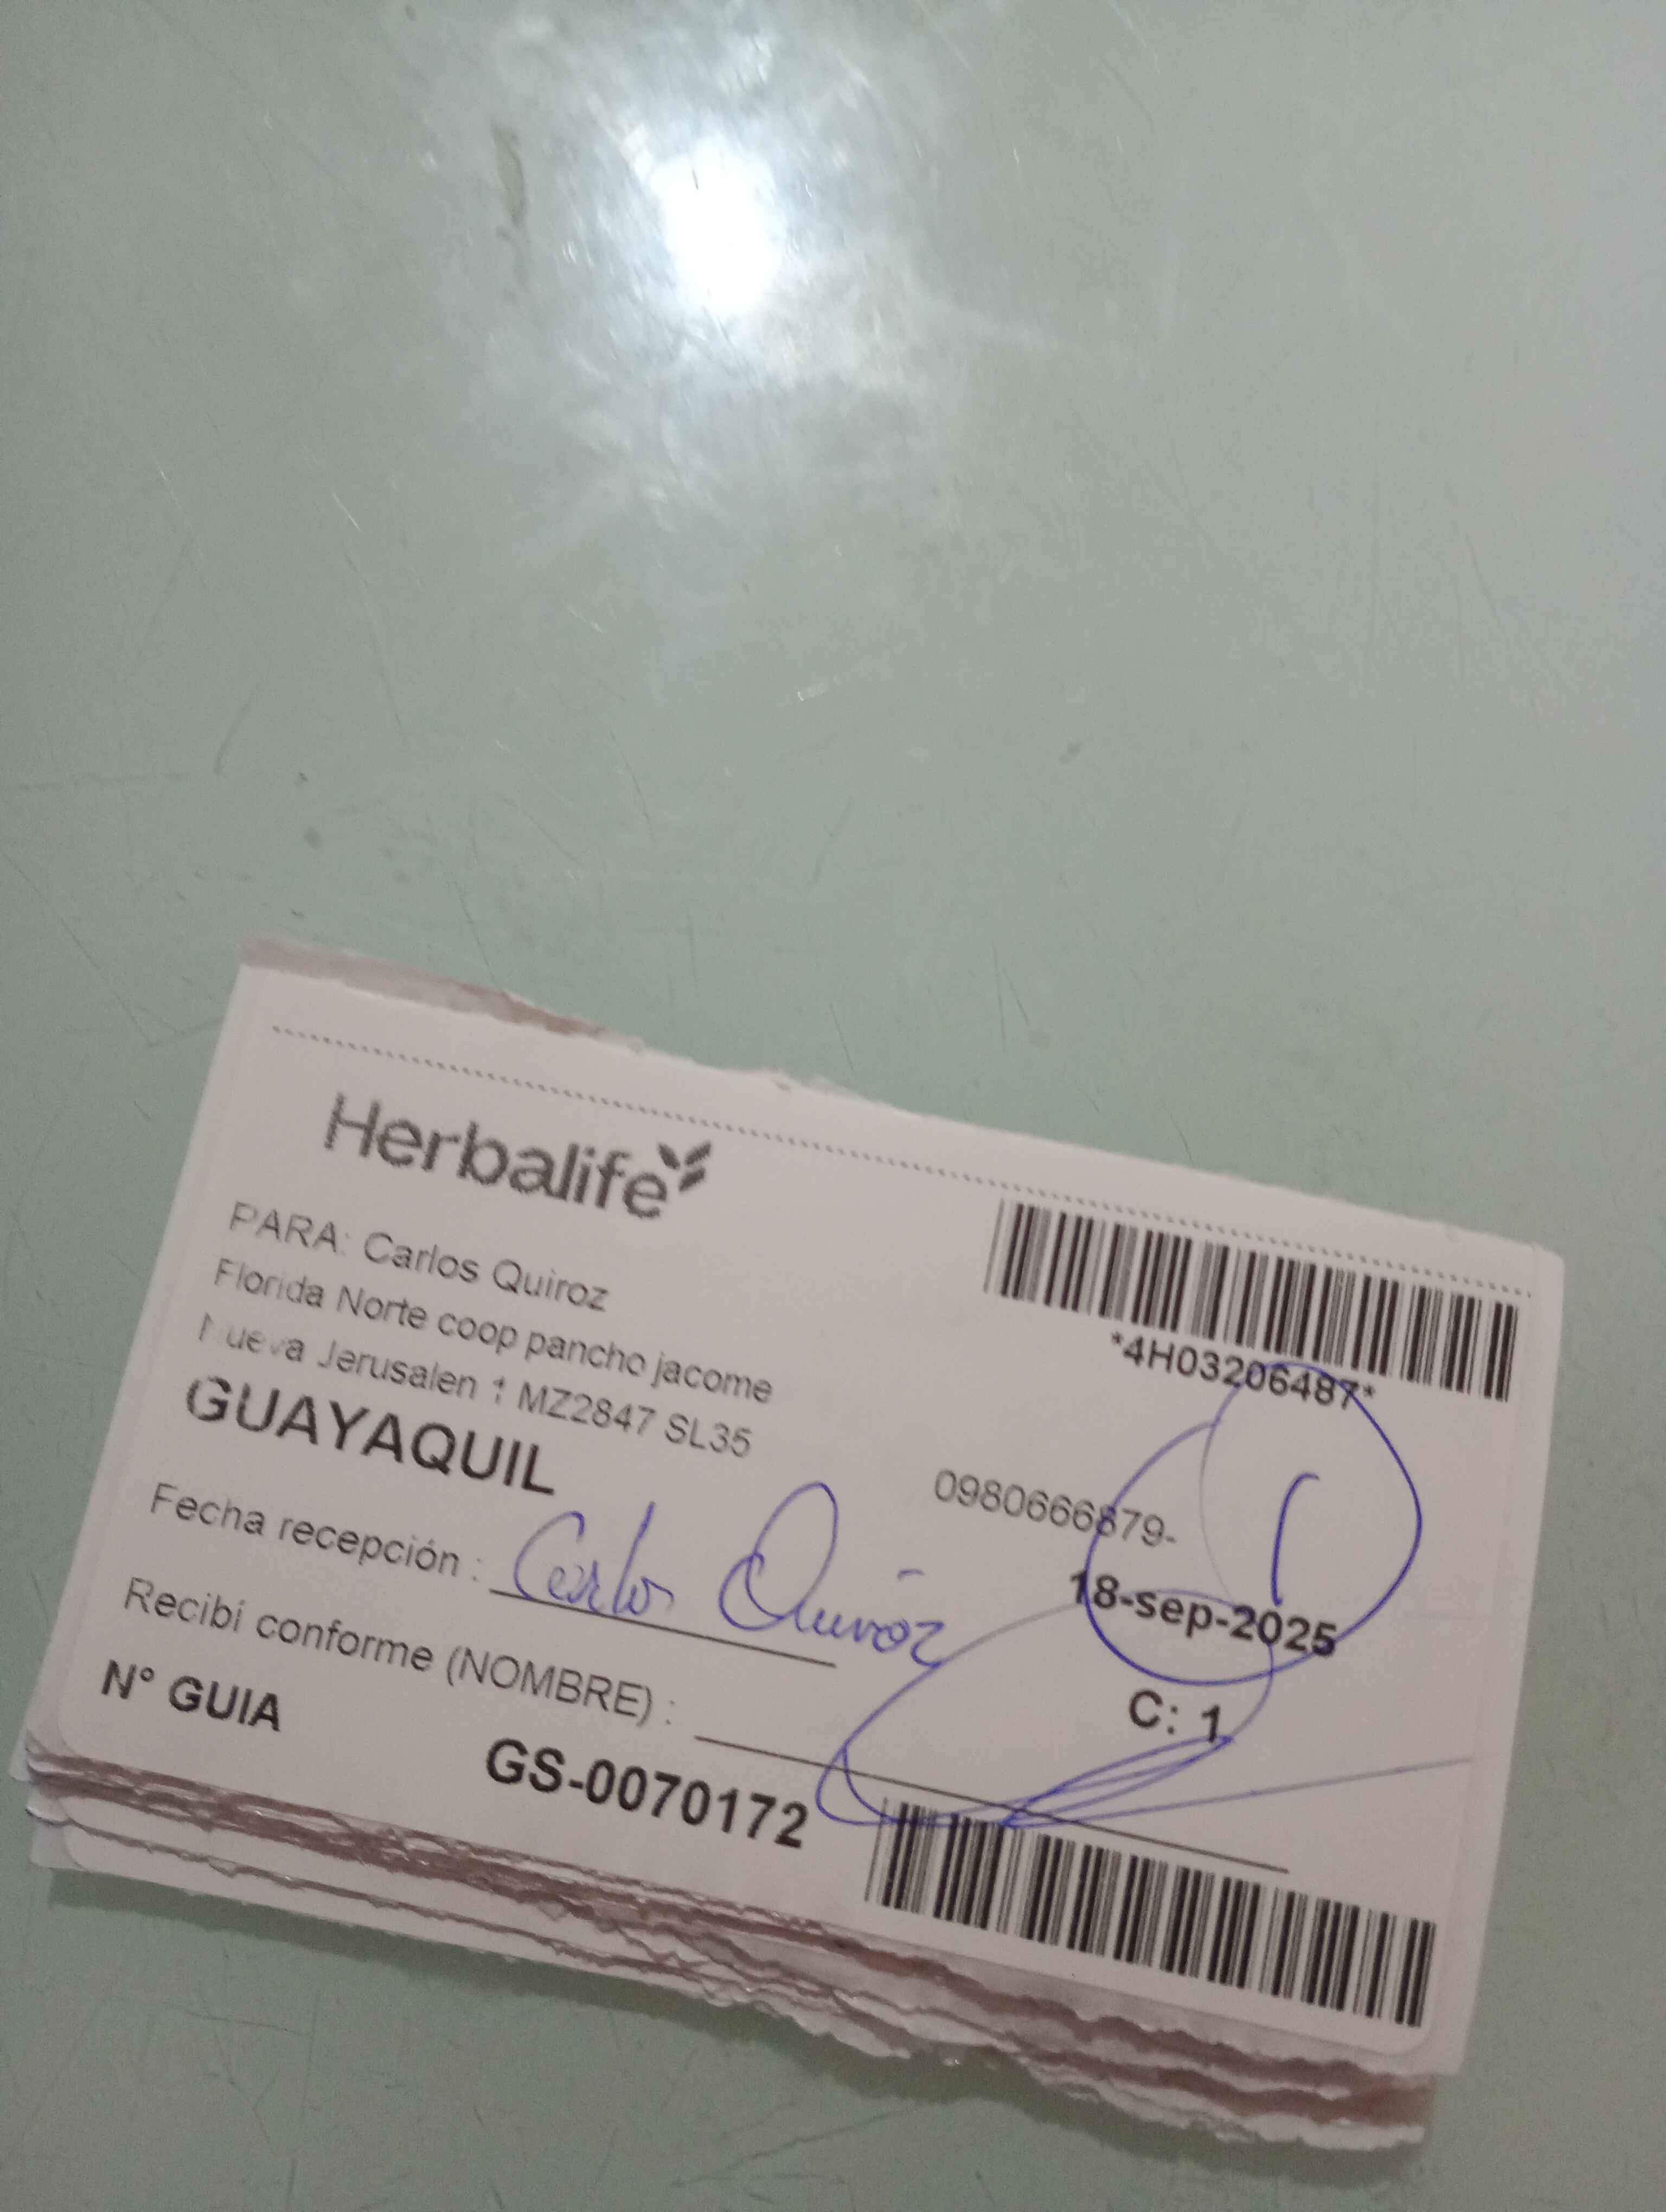 Herbalife
PARA: Carlos Quiroz
Florida Norte coop pancho jacome
Nueva Jerusalen 1 MZ2847 SL35
GUAYAQUIL
*4H03206487*
0980666879-
18-sep-2025
C: 1
Fecha recepción : Carlos Quiroz
Recibí conforme (NOMBRE) :
N° GUIA
GS-0070172